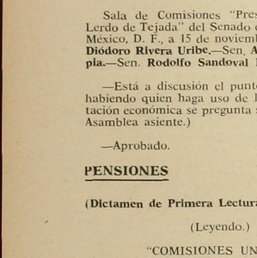 Sala de Comisiones "Pres
Lerdo de Tejada" del Senado d
México, D. F., a 15 de noviemb
Diódoro Rivera Uribe.—Sen. A
pia.—Sen. Rodolfo Sandoval
—Está a discusión el punto
habiendo quien haga uso de l
tación económica se pregunta
Asamblea asiente.)
—Aprobado.
PENSIONES
(Dictamen de Primera Lectura
(Leyendo.)
"COMISIONES UN